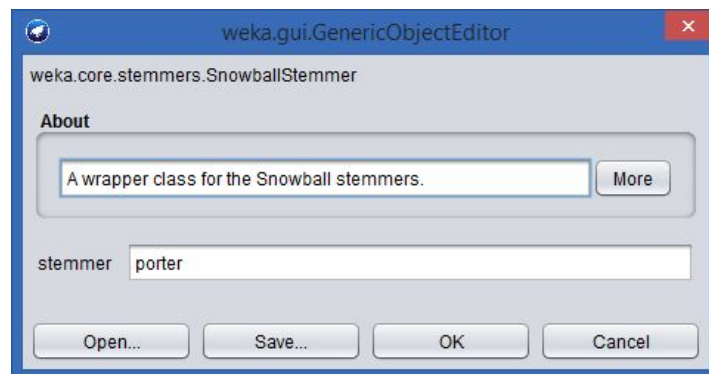 weka.gui.GenericObjectEditor
weka.core.stemmers.SnowballStemmer
About
A wrapper class for the Snowball stemmers. More
stemmer porter
Open... Save... OK Cancel